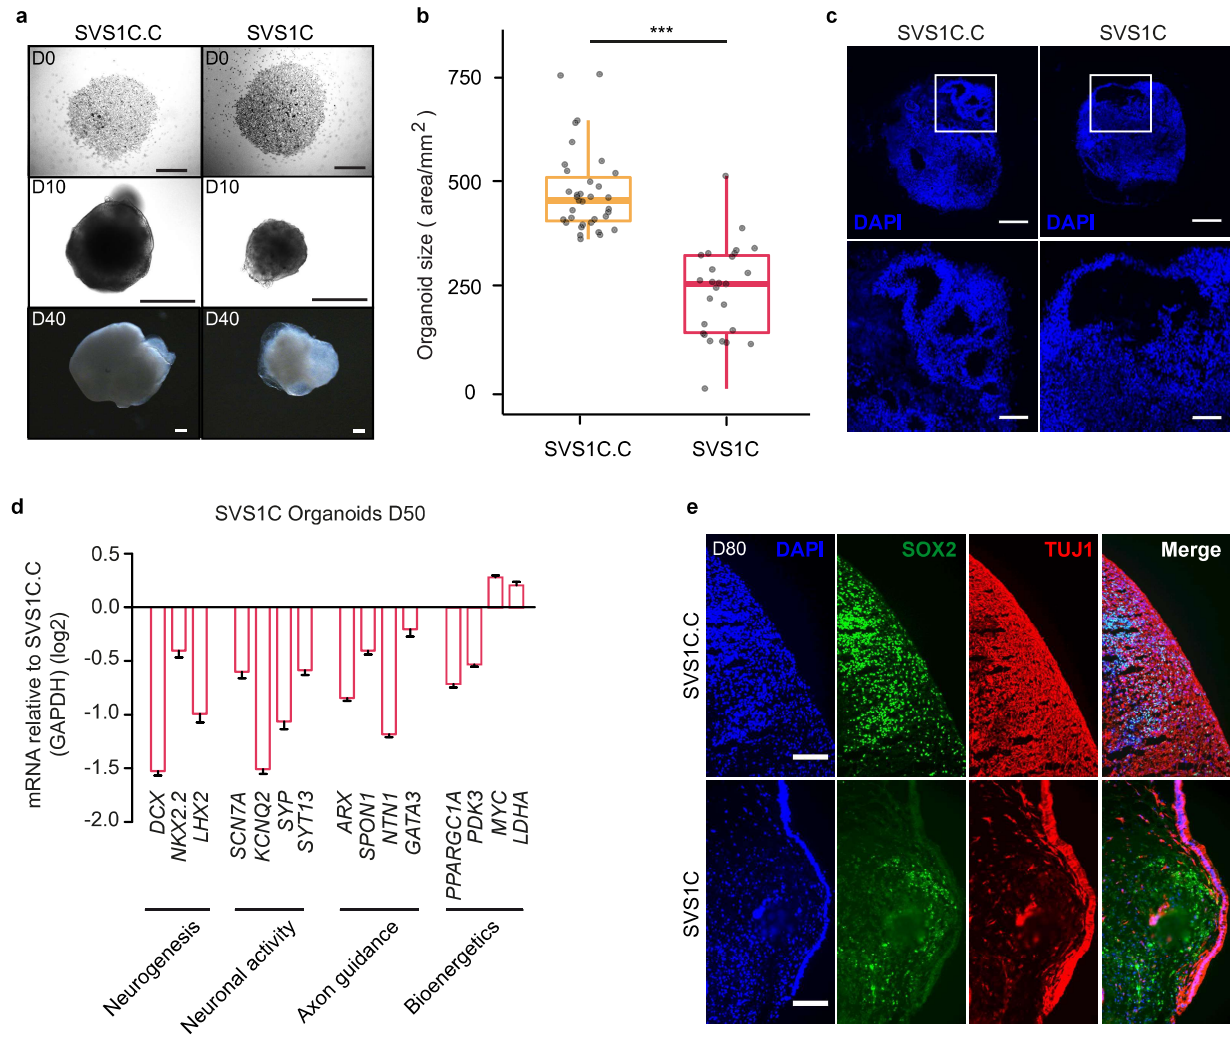 a
SVS1C.C
SVS1C
D0
D0
D10
D10
D40
D40
b
***
Organoid size ( area/mm² )
750
500
250
0
SVS1C.C
SVS1C
c
SVS1C.C
SVS1C
DAPI
DAPI
d
SVS1C Organoids D50
mRNA relative to SVS1C.C
(GAPDH) (log2)
0.5
0.0
-0.5
-1.0
-1.5
-2.0
DCX
NKX2.2
LHX2
SCN7A
KCNQ2
SYP
SYT13
ARX
SPON1
NTN1
GATA3
PPARGC1A
PDK3
MYC
LDHA
Neurogenesis
Neuronal activity
Axon guidance
Bioenergetics
e
D80
DAPI
SOX2
TUJ1
Merge
SVS1C.C
SVS1C